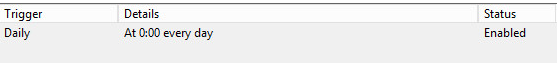 Trigger Details Status
Daily At 0:00 every day Enabled